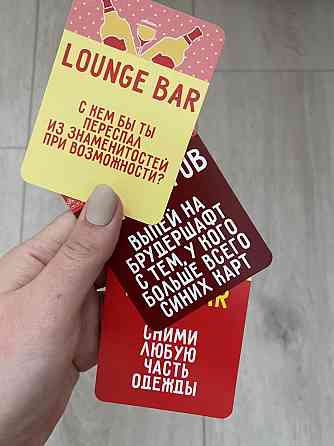 LOUNGE BAR
С КЕМ БЫ ТЫ
ПЕРЕСПАЛ
ИЗ ЗНАМЕНИТОСТЕЙ
ПРИ ВОЗМОЖНОСТИ?
ОВ
ВЫПЕЙ НА
БРУДЕРШАФТ
С ТЕМ, У КОГО
БОЛЬШЕ ВСЕГО
СИНИХ КАРТ
СНИМИ
ЛЮБУЮ
ЧАСТЬ
ОДЕЖДЫ